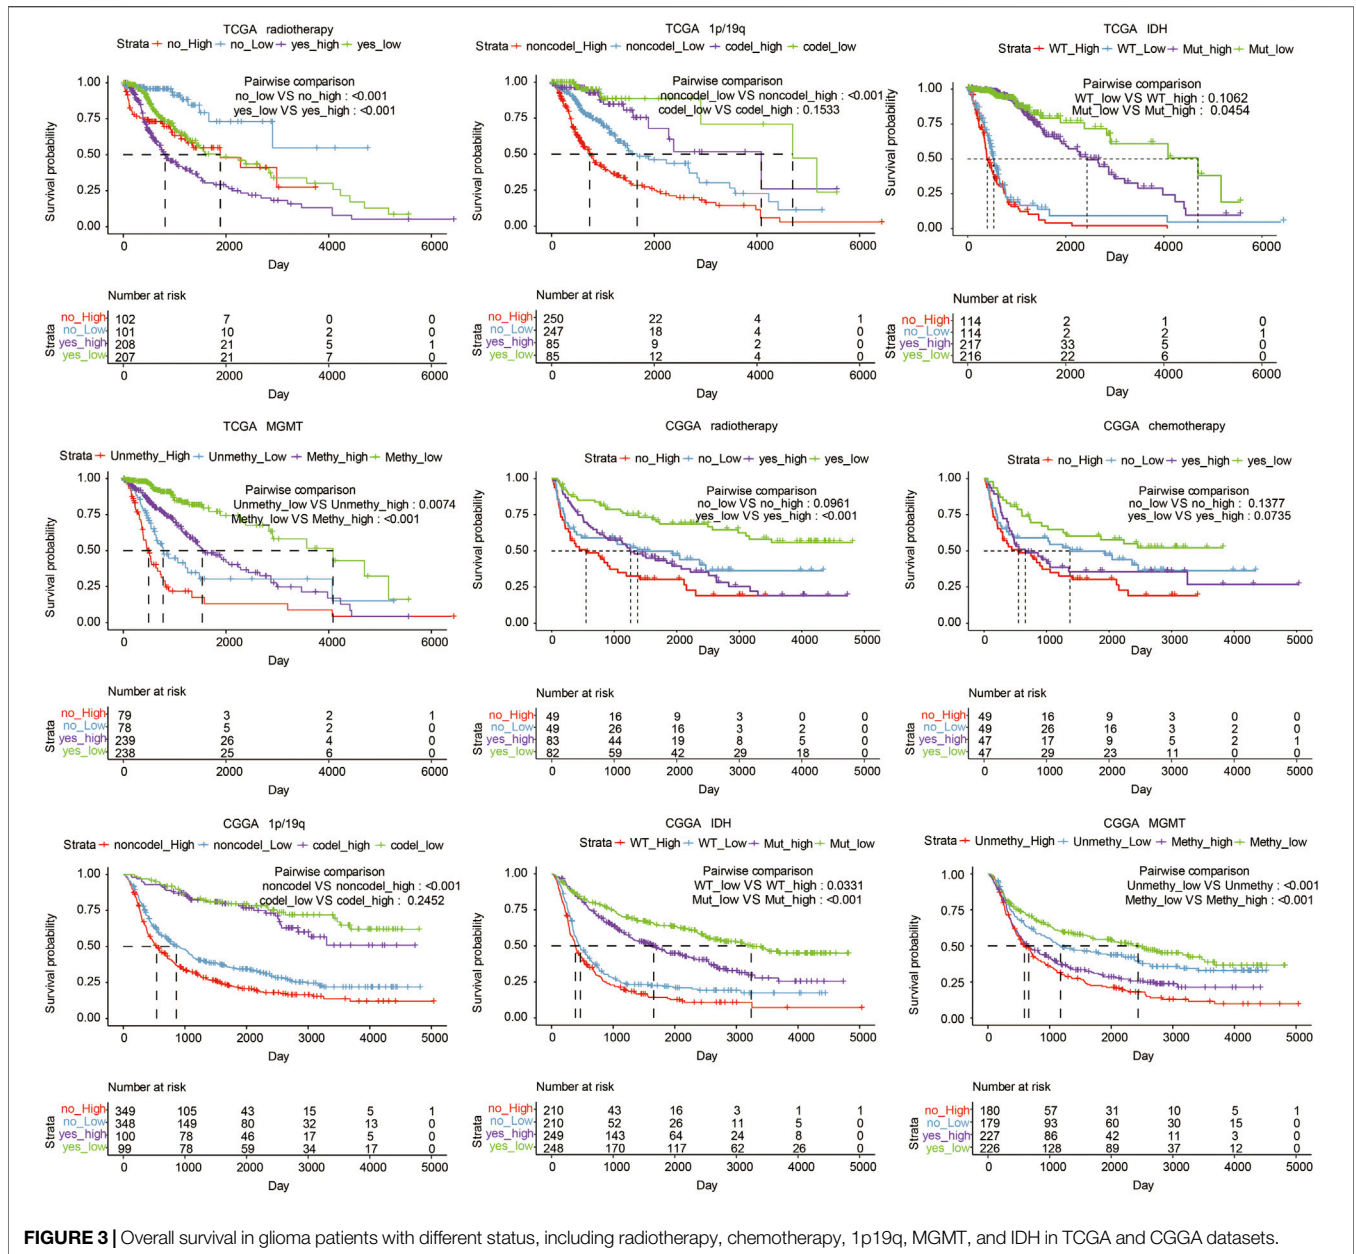 TCGA radiotherapy
Strata no_High no_Low yes_high yes_low
Pairwise comparison
no_low VS no_high : <0.001
yes_low VS yes_high : <0.001
Survival probability
1.00
0.75
0.50
0.25
0.00
0 2000 4000 6000
Day
Number at risk
Strata
no_High 102 7 0 0
no_Low 101 10 2 0
yes_high 208 21 5 1
yes_low 207 21 7 0
0 2000 4000 6000
Day
TCGA 1p/19q
Strata noncodel_High noncodel_Low codel_high codel_low
Pairwise comparison
noncodel_low VS noncodel_high : <0.001
codel_low VS codel_high : 0.1533
Survival probability
1.00
0.75
0.50
0.25
0.00
0 2000 4000 6000
Day
Number at risk
Strata
no_High 250 22 4 1
no_Low 247 18 4 0
yes_high 85 9 2 0
yes_low 85 12 4 0
0 2000 4000 6000
Day
TCGA IDH
Strata WT_High WT_Low Mut_high Mut_low
Pairwise comparison
WT_low VS WT_high : 0.1062
Mut_low VS Mut_high : 0.0454
Survival probability
1.00
0.75
0.50
0.25
0.00
0 2000 4000 6000
Day
Number at risk
Strata
no_High 114 2 1 0
no_Low 114 2 2 1
yes_high 217 33 5 0
yes_low 216 22 6 0
0 2000 4000 6000
Day
TCGA MGMT
Strata Unmethy_High Unmethy_Low Methy_high Methy_low
Pairwise comparison
Unmethy_low VS Unmethy_high : 0.0074
Methy_low VS Methy_high : <0.001
Survival probability
1.00
0.75
0.50
0.25
0.00
0 2000 4000 6000
Day
Number at risk
Strata
no_High 79 3 2 1
no_Low 78 5 2 0
yes_high 239 26 4 0
yes_low 238 25 6 0
0 2000 4000 6000
Day
CGGA radiotherapy
Strata no_High no_Low yes_high yes_low
Pairwise comparison
no_low VS no_high : 0.0961
yes_low VS yes_high : <0.001
Survival probability
1.00
0.75
0.50
0.25
0.00
0 1000 2000 3000 4000 5000
Day
Number at risk
Strata
no_High 49 16 9 3 0 0
no_Low 49 26 16 3 2 0
yes_high 83 44 19 8 5 0
yes_low 82 59 42 29 18 0
0 1000 2000 3000 4000 5000
Day
CGGA chemotherapy
Strata no_High no_Low yes_high yes_low
Pairwise comparison
no_low VS no_high : 0.1377
yes_low VS yes_high : 0.0735
Survival probability
1.00
0.75
0.50
0.25
0.00
0 1000 2000 3000 4000 5000
Day
Number at risk
Strata
no_High 49 16 9 3 0 0
no_Low 49 26 16 3 2 0
yes_high 47 17 9 5 2 1
yes_low 47 29 23 11 0 0
0 1000 2000 3000 4000 5000
Day
CGGA 1p/19q
Strata noncodel_High noncodel_Low codel_high codel_low
Pairwise comparison
noncodel VS noncodel_high : <0.001
codel_low VS codel_high : 0.2452
Survival probability
1.00
0.75
0.50
0.25
0.00
0 1000 2000 3000 4000 5000
Day
Number at risk
Strata
no_High 349 105 43 15 5 1
no_Low 348 149 80 32 13 0
yes_high 100 78 46 17 5 0
yes_low 99 78 59 34 17 0
0 1000 2000 3000 4000 5000
Day
CGGA IDH
Strata WT_High WT_Low Mut_high Mut_low
Pairwise comparison
WT_low VS WT_high : 0.0331
Mut_low VS Mut_high : <0.001
Survival probability
1.00
0.75
0.50
0.25
0.00
0 1000 2000 3000 4000 5000
Day
Number at risk
Strata
no_High 210 43 16 3 1 1
no_Low 210 52 26 11 5 0
yes_high 249 143 64 24 8 0
yes_low 248 170 117 62 26 0
0 1000 2000 3000 4000 5000
Day
CGGA MGMT
Strata Unmethy_High Unmethy_Low Methy_high Methy_low
Pairwise comparison
Unmethy_low VS Unmethy : <0.001
Methy_low VS Methy_high : <0.001
Survival probability
1.00
0.75
0.50
0.25
0.00
0 1000 2000 3000 4000 5000
Day
Number at risk
Strata
no_High 180 57 31 10 5 1
no_Low 179 93 60 30 15 0
yes_high 227 86 42 11 3 0
yes_low 226 128 89 37 12 0
0 1000 2000 3000 4000 5000
Day
FIGURE 3 | Overall survival in glioma patients with different status, including radiotherapy, chemotherapy, 1p19q, MGMT, and IDH in TCGA and CGGA datasets.